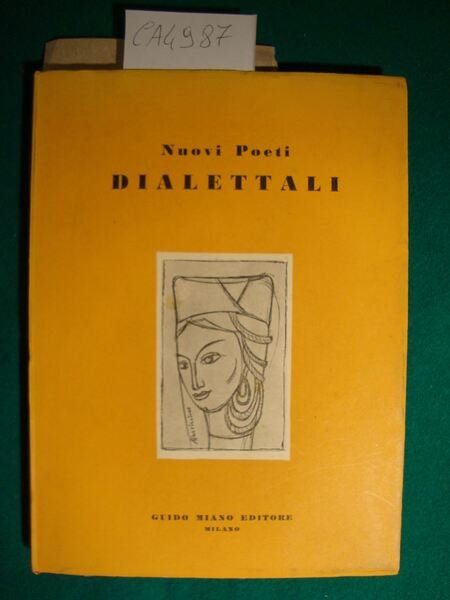 CA4987
Nuovi Poeti
DIALETTALI
GUIDO MIANO EDITORE
MILANO